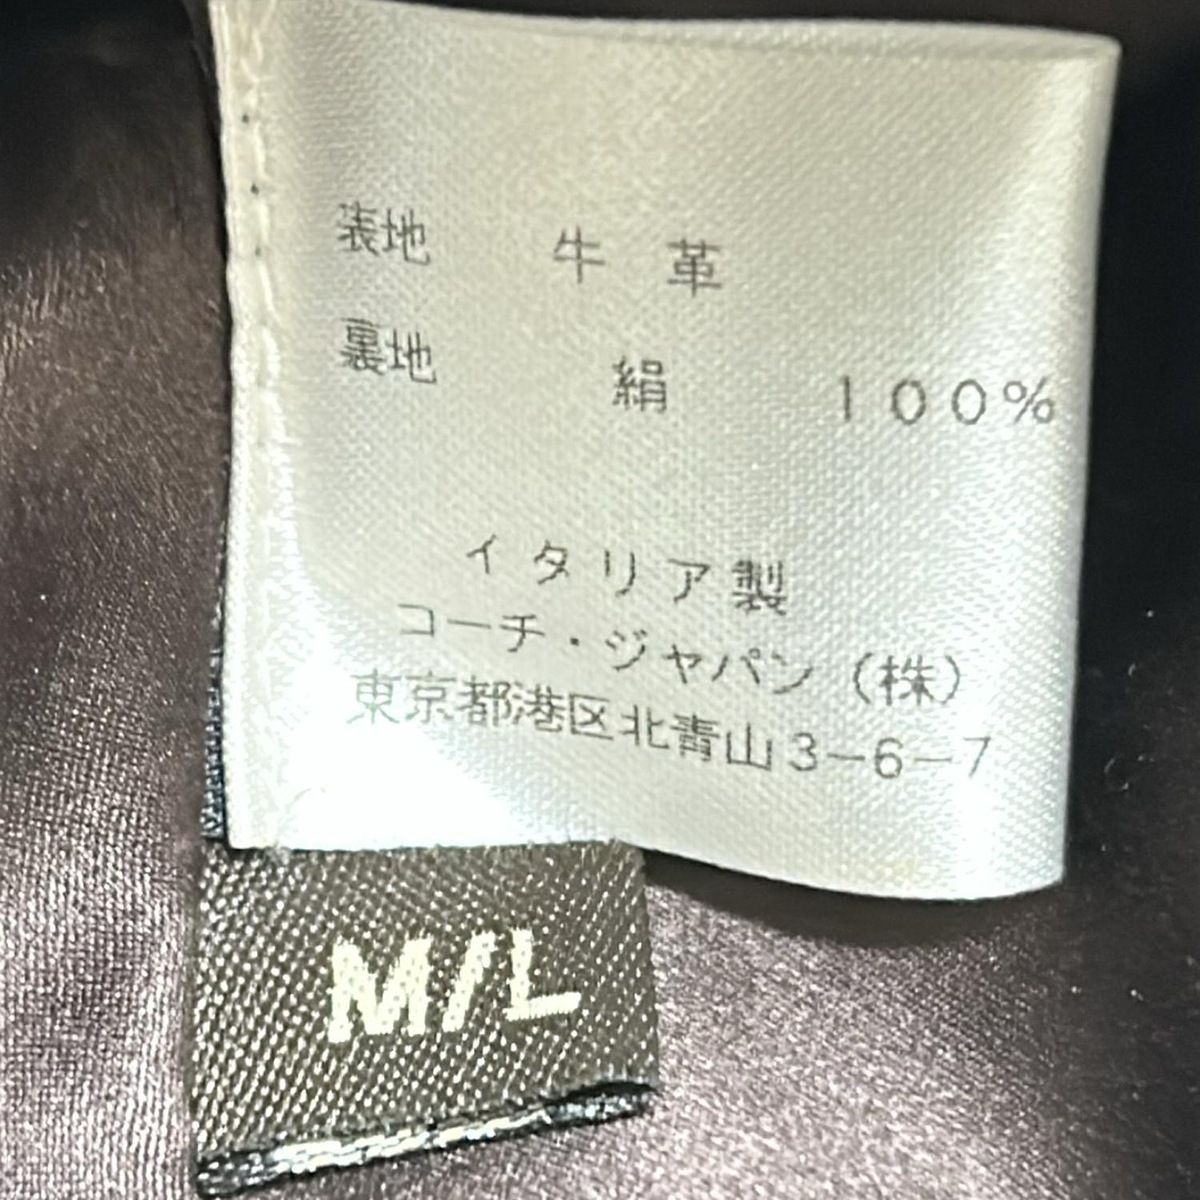 表地 牛革
裏地 絹 100%
イタリア製
コーチ・ジャパン（株）
東京都港区北青山3-6-7
M/L